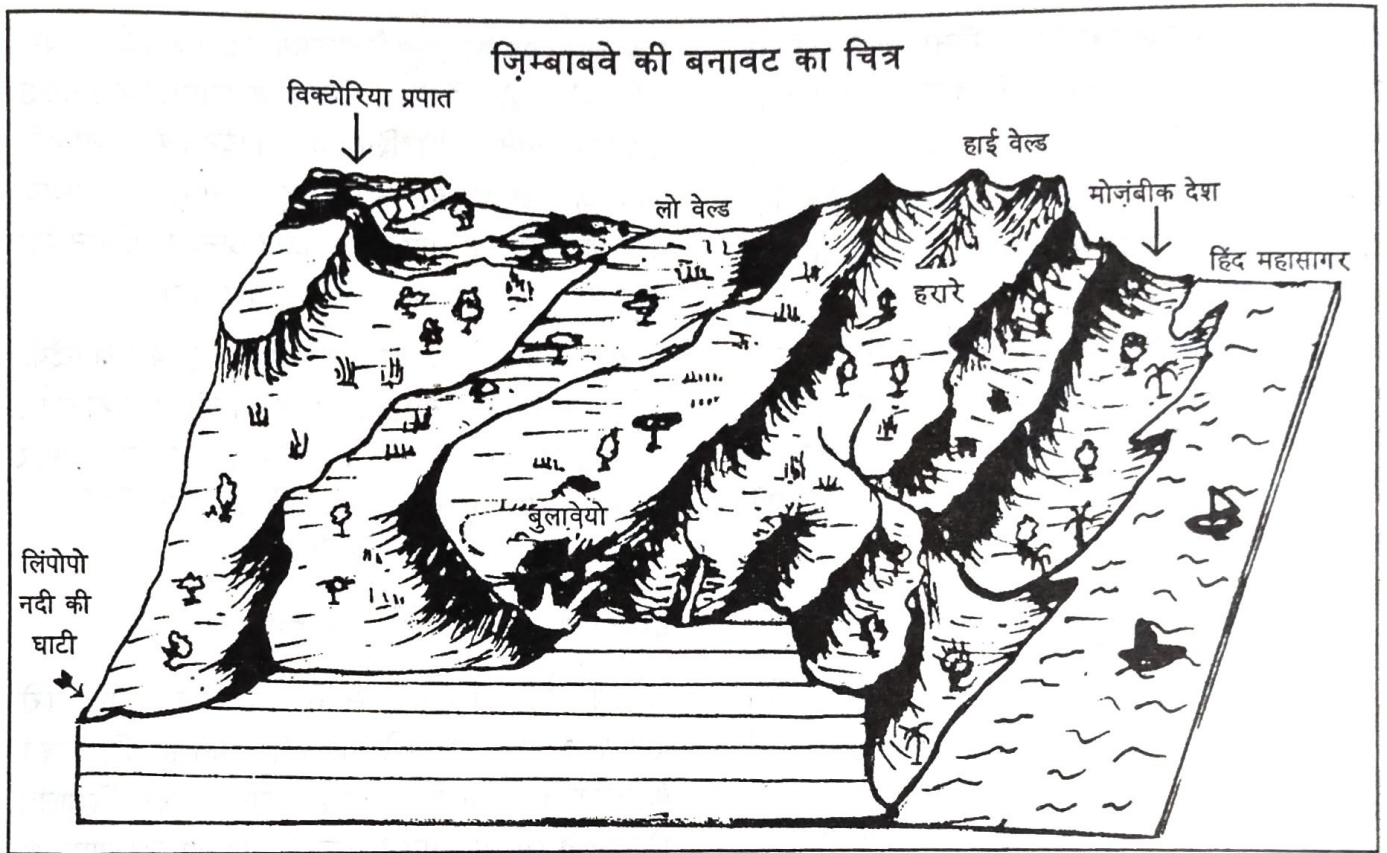 ज़िम्बाबवे की बनावट का चित्र
विक्टोरिया प्रपात
हाई वेल्ड
लो वेल्ड
मोज़ंबीक देश
हिंद महासागर
हरारे
बुलावेयो
लिंपोपो
नदी की
घाटी